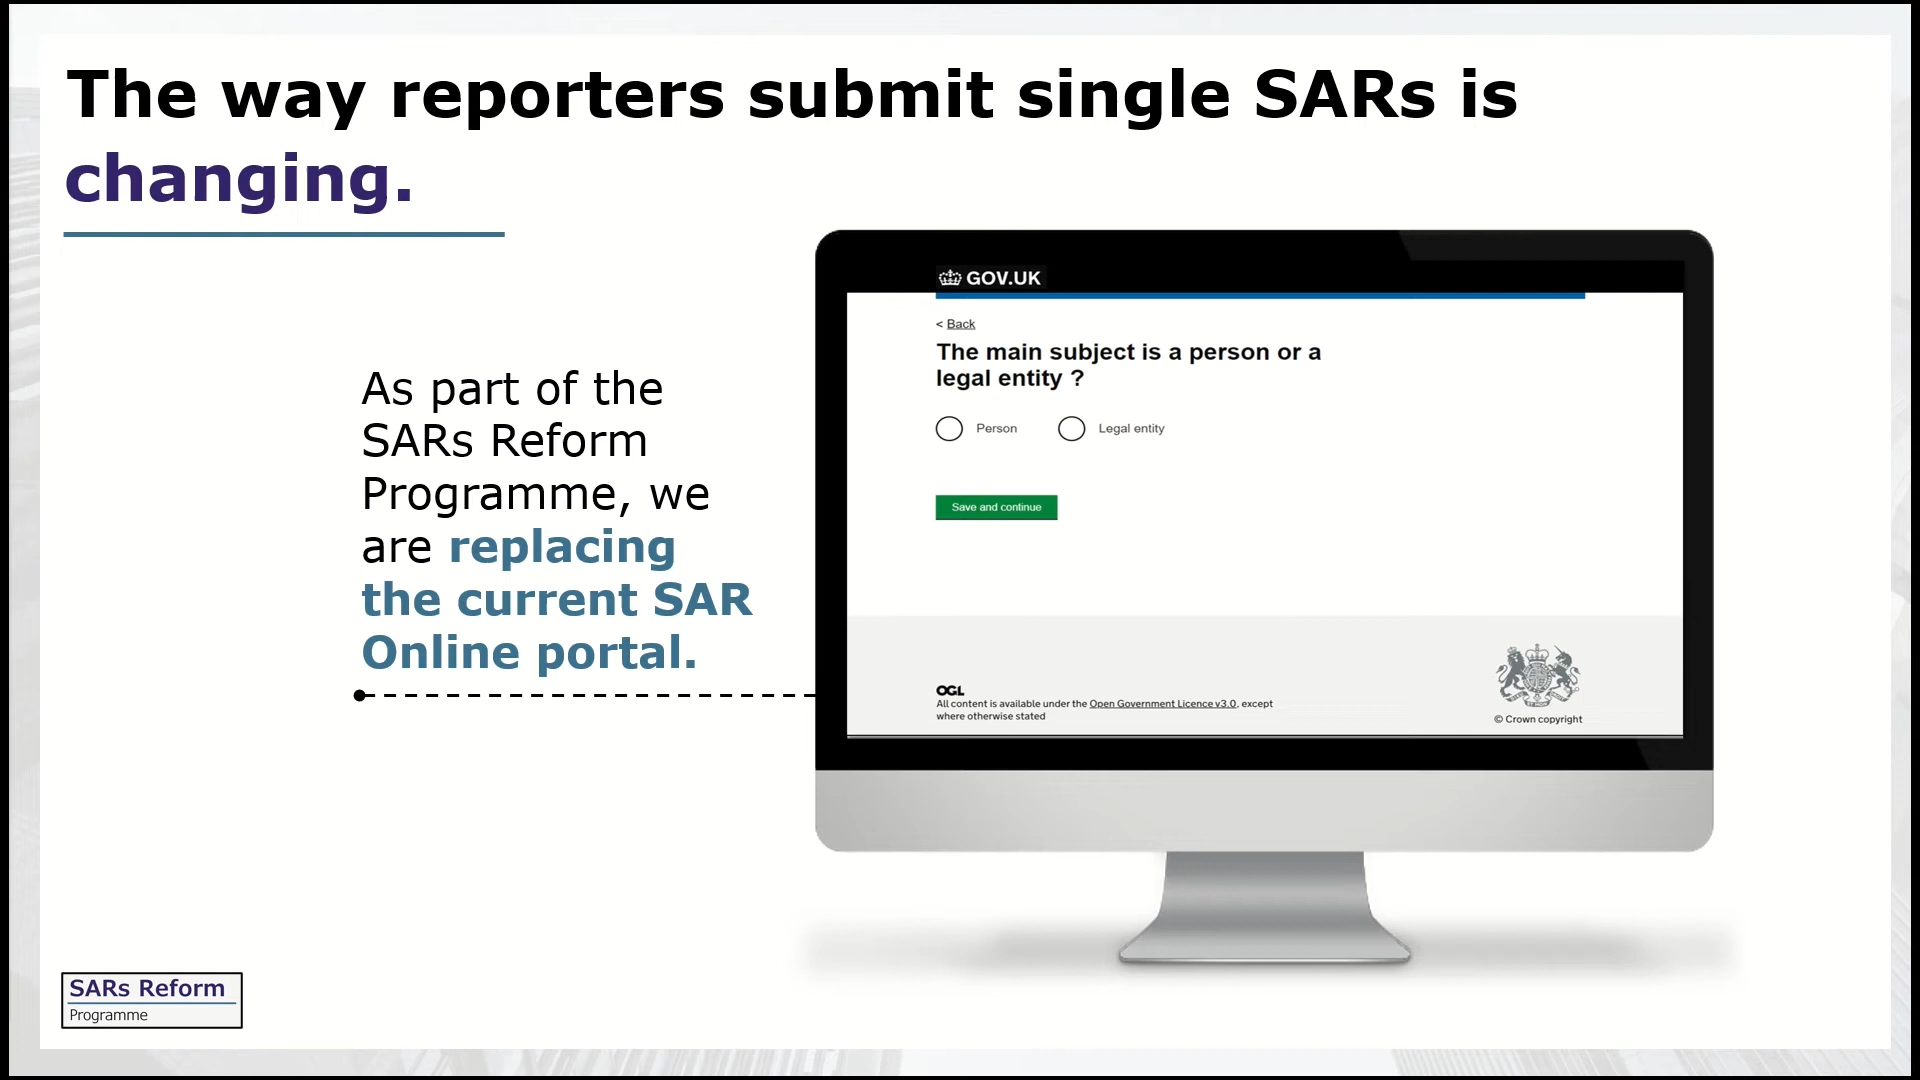 The way reporters submit single SARs is
changing.
As part of the
SARs Reform
Programme, we
are replacing
the current SAR
Online portal.
GOV.UK
< Back
The main subject is a person or a
legal entity ?
Person
Legal entity
Save and continue
OGL
All content is available under the Open Government Licence v3.0, except
where otherwise stated
© Crown copyright
SARs Reform
Programme